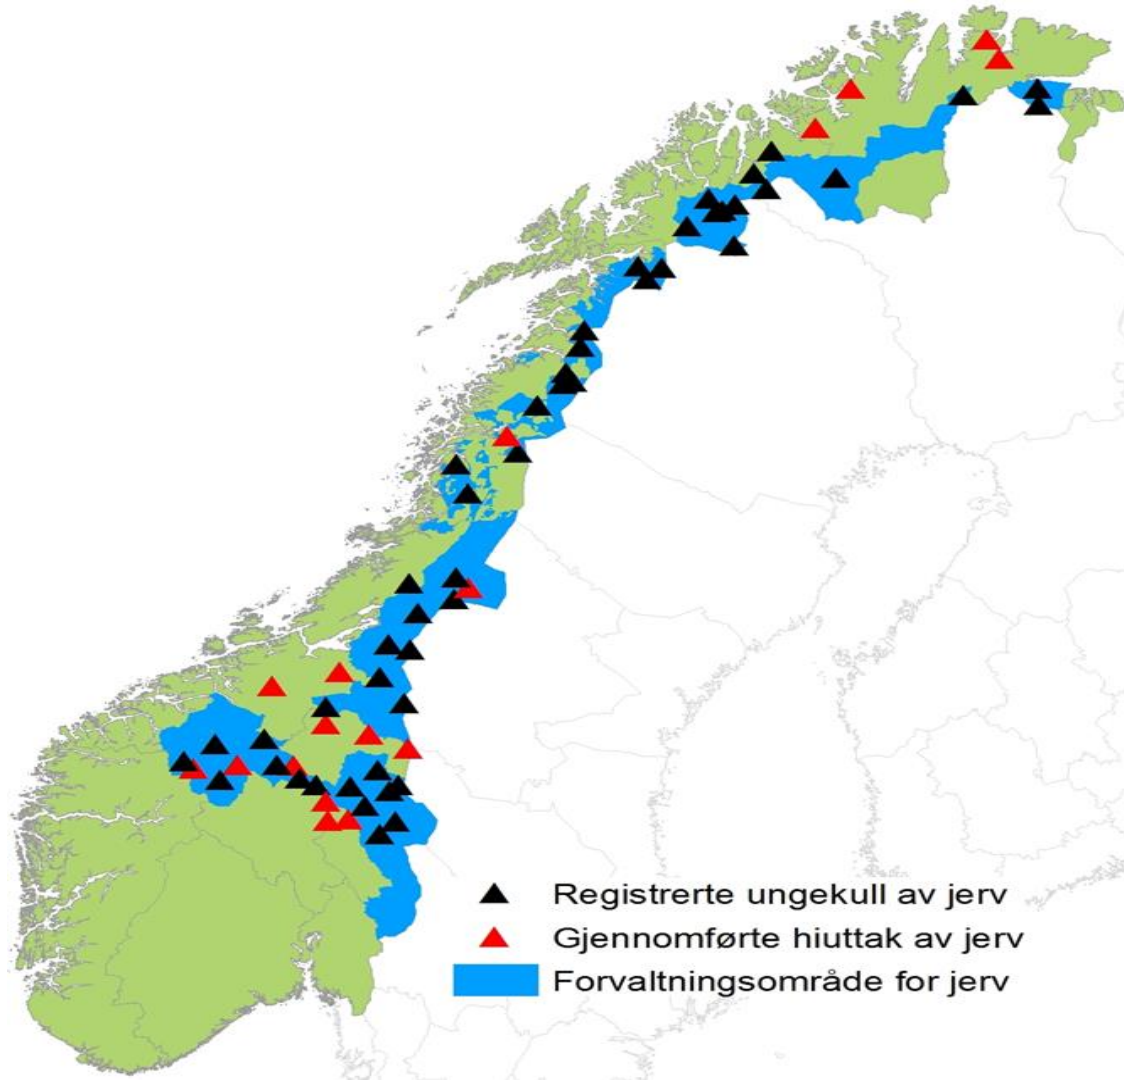 Registrerte ungekull av jerv
Gjennomførte hiuttak av jerv
Forvaltningsområde for jerv